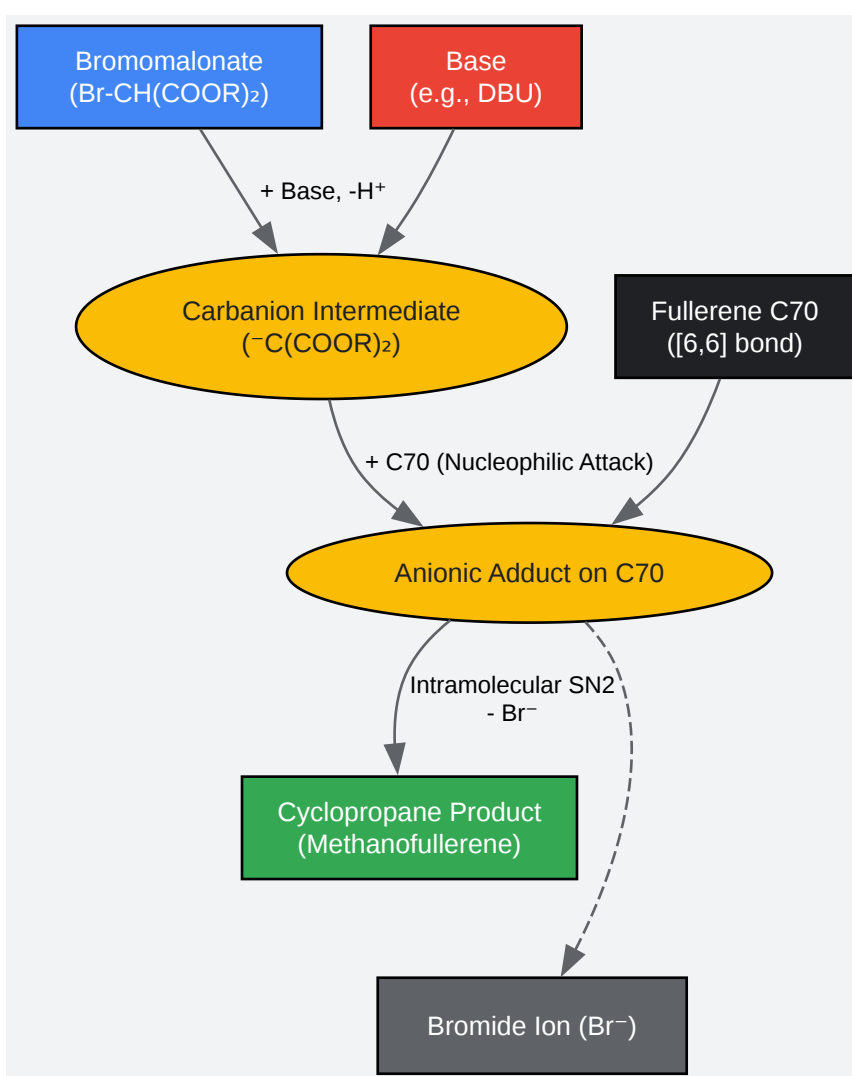 Bromomalonate
(Br-CH(COOR)₂)
Base
(e.g., DBU)
+ Base, -H⁺
Carbanion Intermediate
(⁻C(COOR)₂)
Fullerene C70
([6,6] bond)
+ C70 (Nucleophilic Attack)
Anionic Adduct on C70
Intramolecular SN2
- Br⁻
Cyclopropane Product
(Methanofullerene)
Bromide Ion (Br⁻)